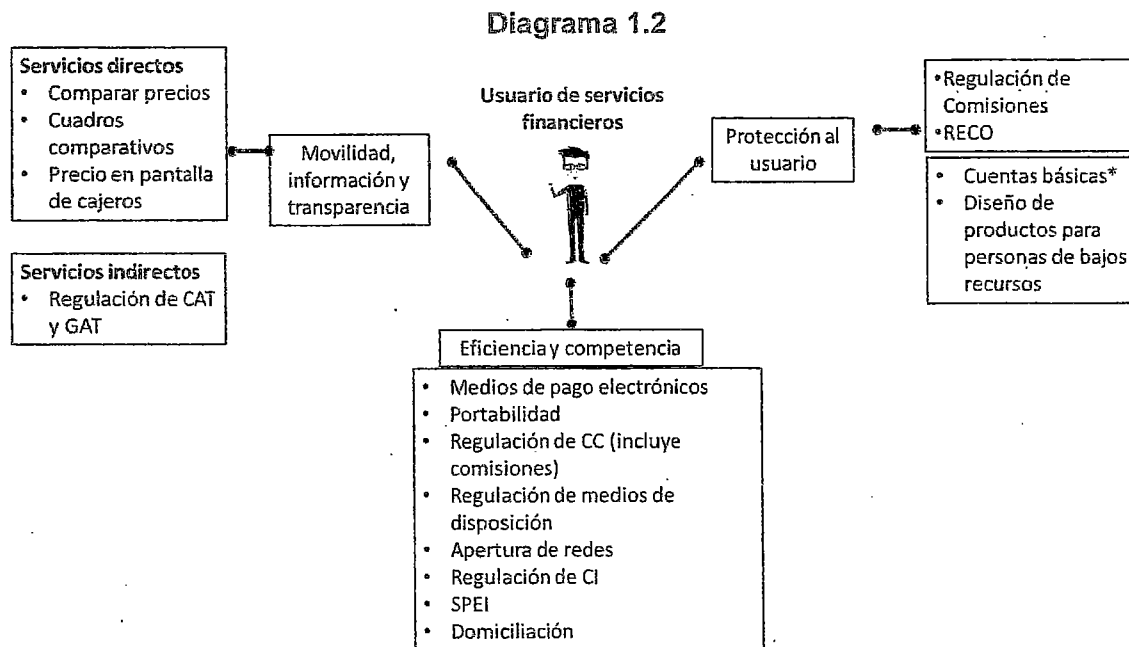 Diagrama 1.2
Servicios directos
• Comparar precios
• Cuadros
comparativos
• Precio en pantalla
de cajeros
Servicios indirectos
• Regulación de CAT
y GAT
Movilidad,
información y
transparencia
Usuario de servicios
financieros
Protección al
usuario
•Regulación de
Comisiones
•RECO
• Cuentas básicas*
• Diseño de
productos para
personas de bajos
recursos
Eficiencia y competencia
• Medios de pago electrónicos
• Portabilidad
• Regulación de CC (incluye
comisiones)
• Regulación de medios de
disposición
• Apertura de redes
• Regulación de CI
• SPEI
• Domiciliación